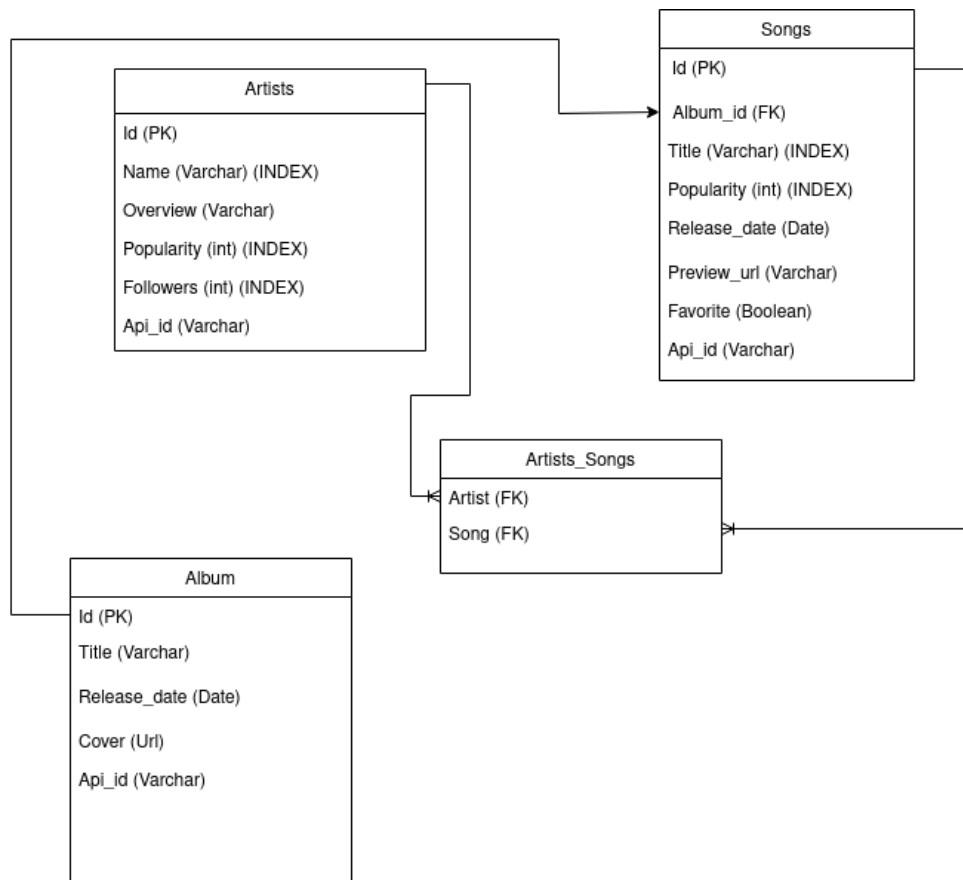 Songs
Id (PK)
Album_id (FK)
Title (Varchar) (INDEX)
Popularity (int) (INDEX)
Release_date (Date)
Preview_url (Varchar)
Favorite (Boolean)
Api_id (Varchar)
Artists
Id (PK)
Name (Varchar) (INDEX)
Overview (Varchar)
Popularity (int) (INDEX)
Followers (int) (INDEX)
Api_id (Varchar)
Artists_Songs
Artist (FK)
Song (FK)
Album
Id (PK)
Title (Varchar)
Release_date (Date)
Cover (Url)
Api_id (Varchar)